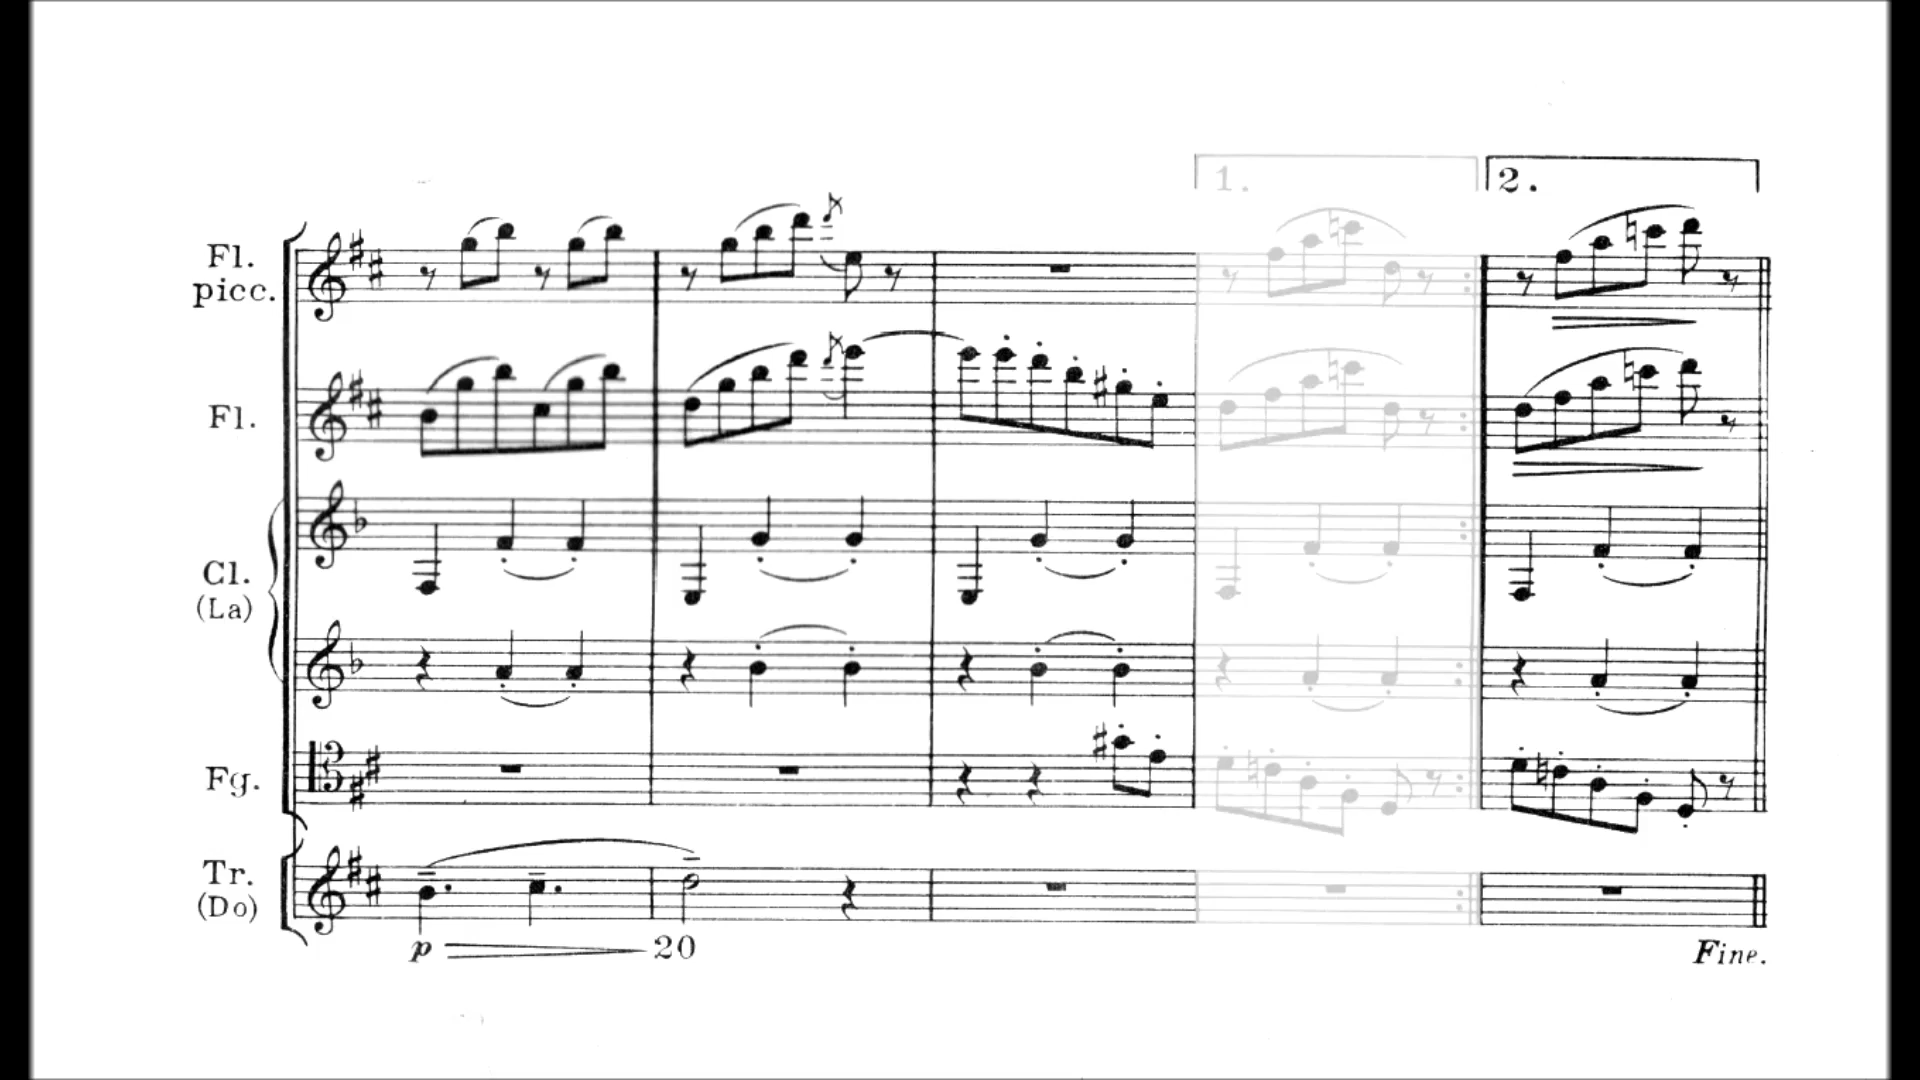 1.
2.
Fl.
picc.
Fl.
Cl.
(La)
Fg.
Tr.
(Do)
p
20
Fine.